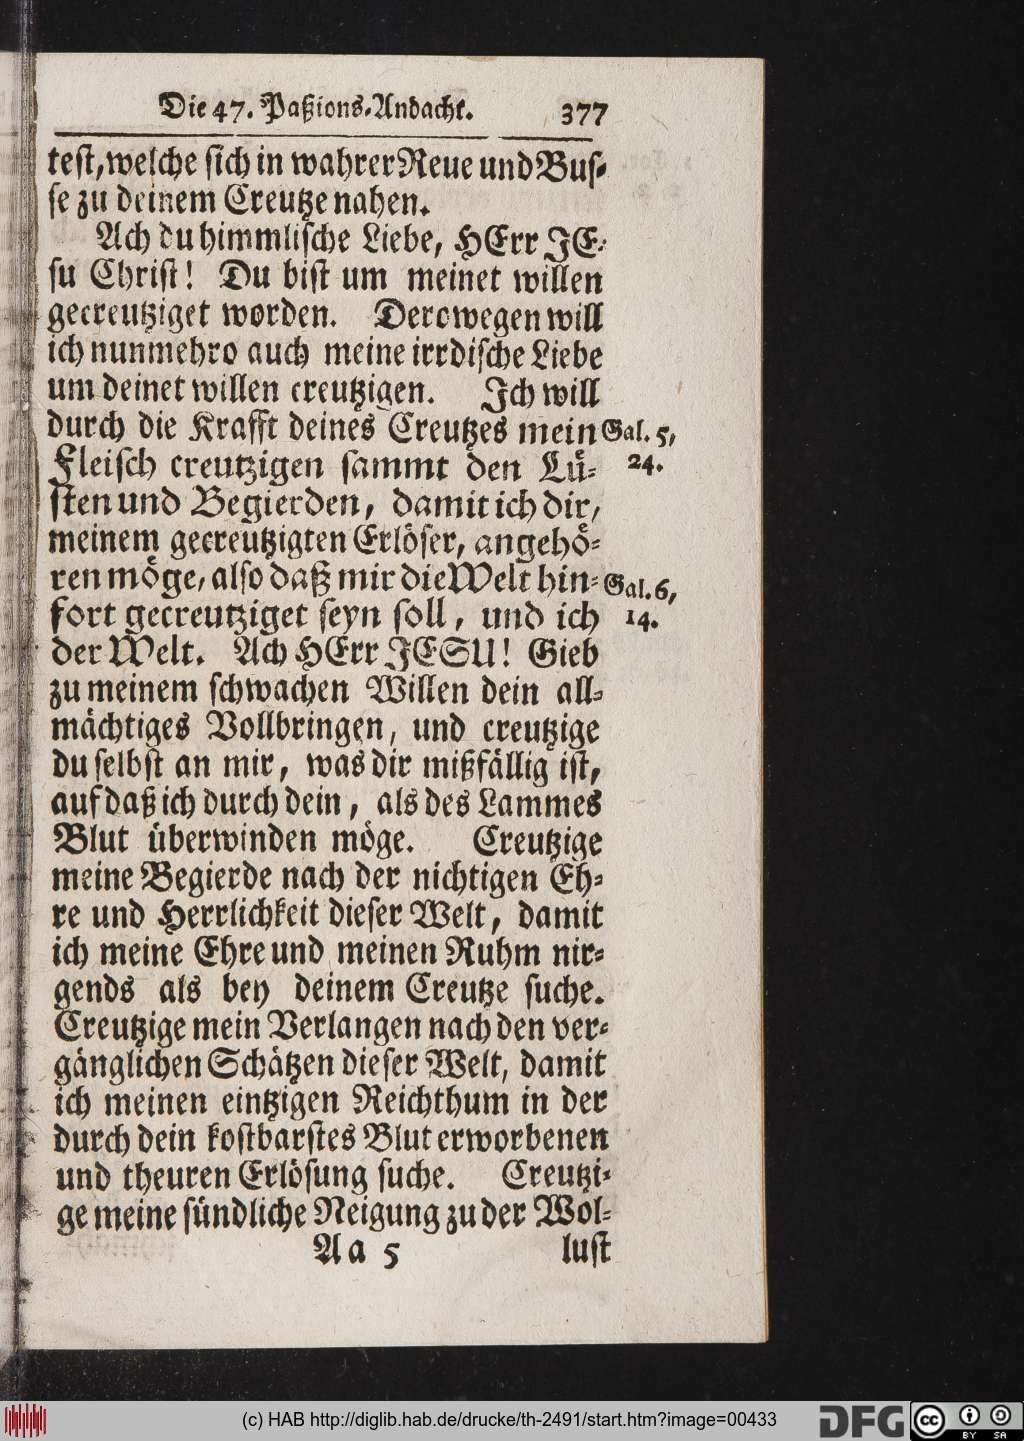 Die 47. Paßions-Andacht. 377
test, welche sich in wahrer Reue und Bus-
se zu deinem Creutze nahen.
Ach du himmlische Liebe, HErr JE-
su Christ! Du bist um meinet willen
gecreutziget worden. Derowegen will
ich nunmehro auch meine irrdische Liebe
um deinet willen creutzigen. Ich will
durch die Krafft deines Creutzes mein Gal. 5,
Fleisch creutzigen sammt den Lü- 24.
sten und Begierden, damit ich dir,
meinem gecreutzigten Erlöser, angehö-
ren möge, also daß mir die Welt hin- Gal. 6,
fort gecreutziget seyn soll, und ich 14.
der Welt. Ach HErr JESU! Gieb
zu meinem schwachen Willen dein all-
mächtiges Vollbringen, und creutzige
du selbst an mir, was dir mißfällig ist,
auf daß ich durch dein, als des Lammes
Blut überwinden möge. Creutzige
meine Begierde nach der nichtigen Eh-
re und Herrlichkeit dieser Welt, damit
ich meine Ehre und meinen Ruhm nir-
gends als bey deinem Creutze suche.
Creutzige mein Verlangen nach den ver-
gänglichen Schätzen dieser Welt, damit
ich meinen eintzigen Reichthum in der
durch dein kostbarstes Blut erworbenen
und theuren Erlösung suche. Creutzi-
ge meine sündliche Neigung zu der Wol-
Aa 5 lust
(c) HAB http://diglib.hab.de/drucke/th-2491/start.htm?image=00433
DFG cc BY SA